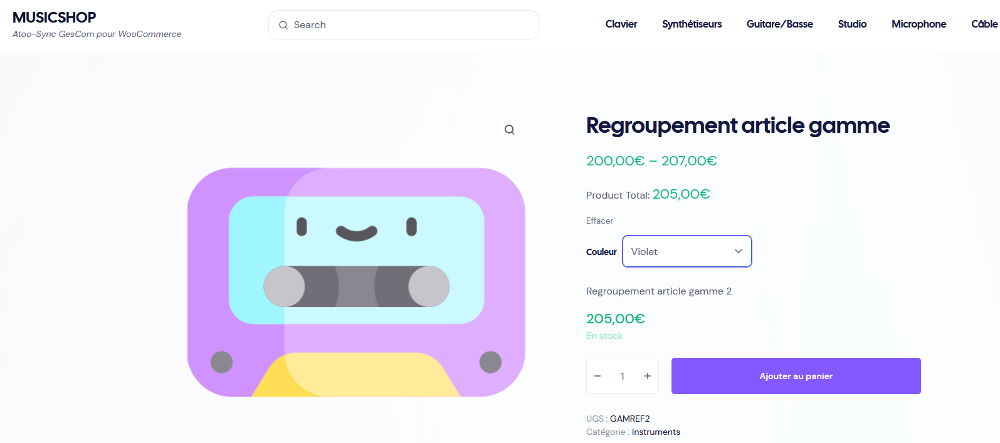 MUSICSHOP
Atoo-Sync GesCom pour WooCommerce
Search
Clavier Synthétiseurs Guitare/Basse Studio Microphone Câble
Regroupement article gamme
200,00€ – 207,00€
Product Total: 205,00€
Effacer
Couleur Violet
Regroupement article gamme 2
205,00€
En stock
− 1 + Ajouter au panier
UGS : GAMREF2
Catégorie : Instruments